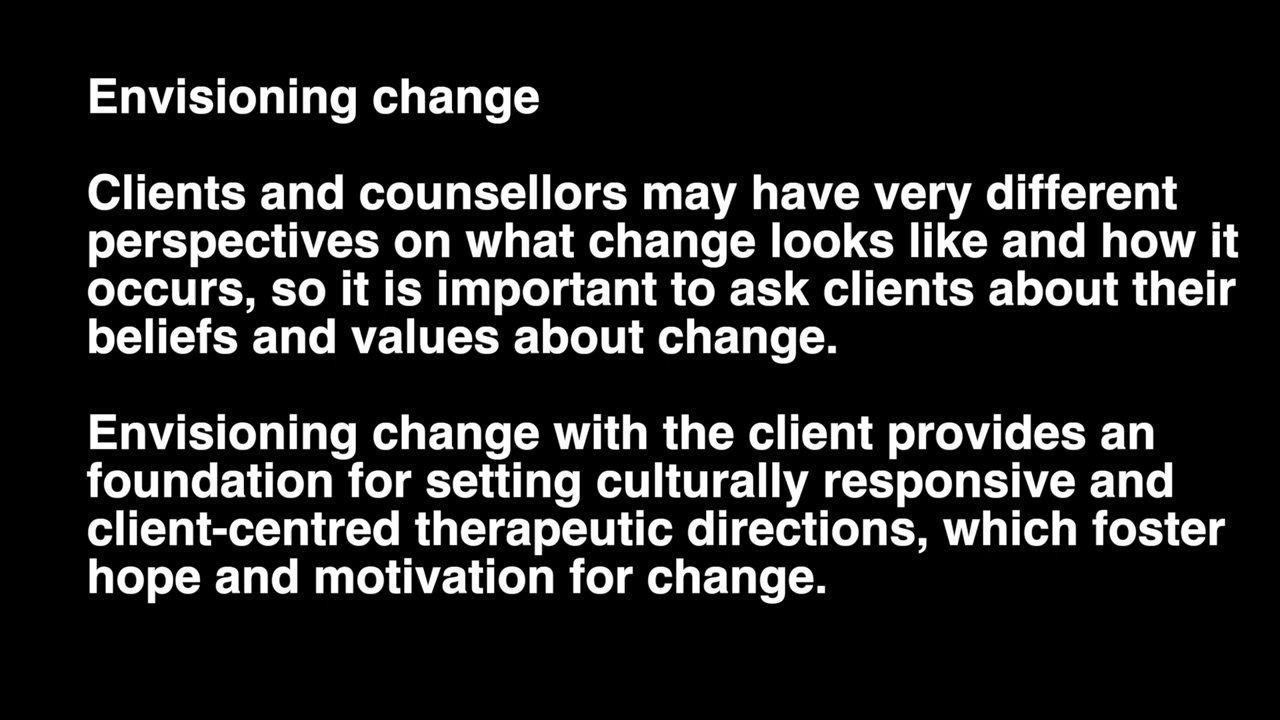 Envisioning change
Clients and counsellors may have very different
perspectives on what change looks like and how it
occurs, so it is important to ask clients about their
beliefs and values about change.
Envisioning change with the client provides an
foundation for setting culturally responsive and
client-centred therapeutic directions, which foster
hope and motivation for change.